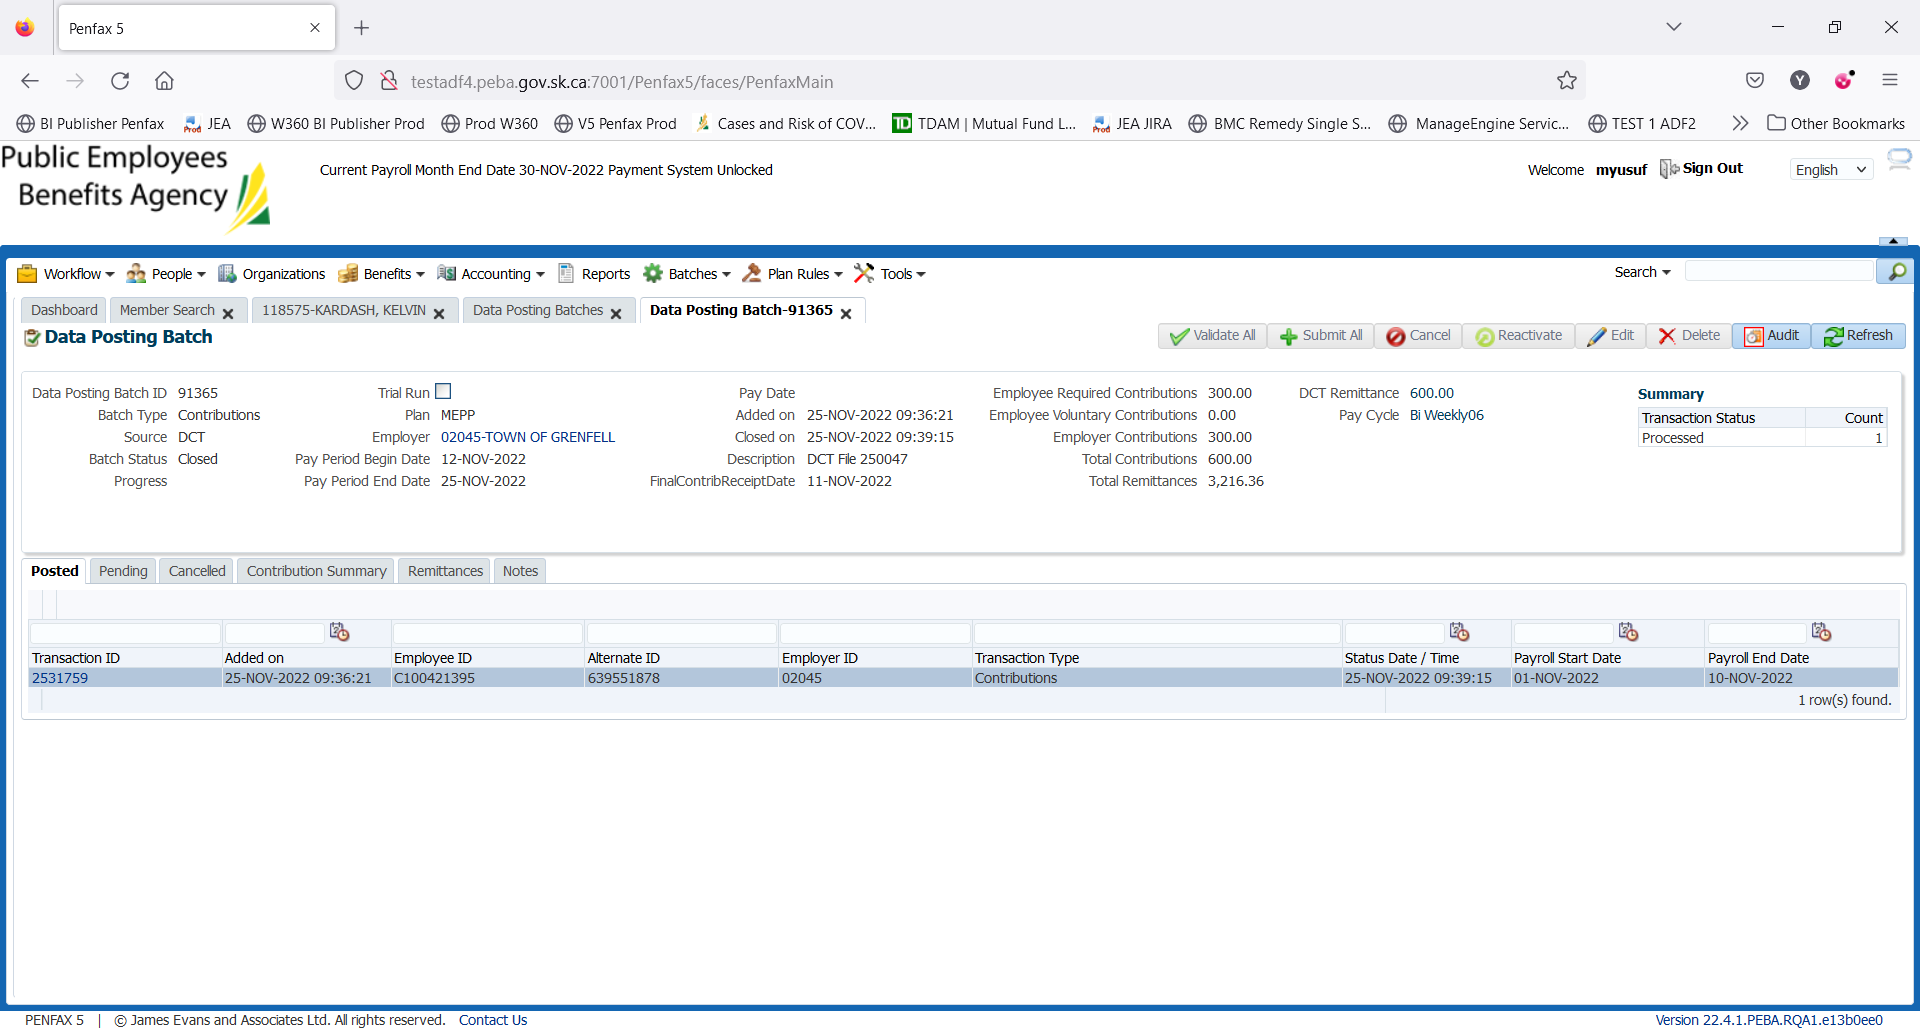 Penfax 5
testadf4.peba.gov.sk.ca:7001/Penfax5/faces/PenfaxMain
Y
BI Publisher Penfax JEA W360 BI Publisher Prod Prod W360 V5 Penfax Prod Cases and Risk of COV... TDAM | Mutual Fund L... JEA JIRA BMC Remedy Single S... ManageEngine Servic... TEST 1 ADF2 Other Bookmarks
Public Employees
Benefits Agency
Current Payroll Month End Date 30-NOV-2022 Payment System Unlocked
Welcome myusuf Sign Out English
Workflow People Organizations Benefits Accounting Reports Batches Plan Rules Tools Search
Dashboard Member Search 118575-KARDASH, KELVIN Data Posting Batches Data Posting Batch-91365
Data Posting Batch
Validate All Submit All Cancel Reactivate Edit Delete Audit Refresh
Data Posting Batch ID 91365 Trial Run Pay Date Employee Required Contributions 300.00 DCT Remittance 600.00 Summary
Batch Type Contributions Plan MEPP Added on 25-NOV-2022 09:36:21 Employee Voluntary Contributions 0.00 Pay Cycle Bi Weekly06 Transaction Status Count
Source DCT Employer 02045-TOWN OF GRENFELL Closed on 25-NOV-2022 09:39:15 Employer Contributions 300.00 Processed 1
Batch Status Closed Pay Period Begin Date 12-NOV-2022 Description DCT File 250047 Total Contributions 600.00
Progress Pay Period End Date 25-NOV-2022 FinalContribReceiptDate 11-NOV-2022 Total Remittances 3,216.36
Posted Pending Cancelled Contribution Summary Remittances Notes
Transaction ID Added on Employee ID Alternate ID Employer ID Transaction Type Status Date / Time Payroll Start Date Payroll End Date
2531759 25-NOV-2022 09:36:21 C100421395 639551878 02045 Contributions 25-NOV-2022 09:39:15 01-NOV-2022 10-NOV-2022
1 row(s) found.
PENFAX 5 | © James Evans and Associates Ltd. All rights reserved. Contact Us Version 22.4.1.PEBA.RQA1.e13b0ee0